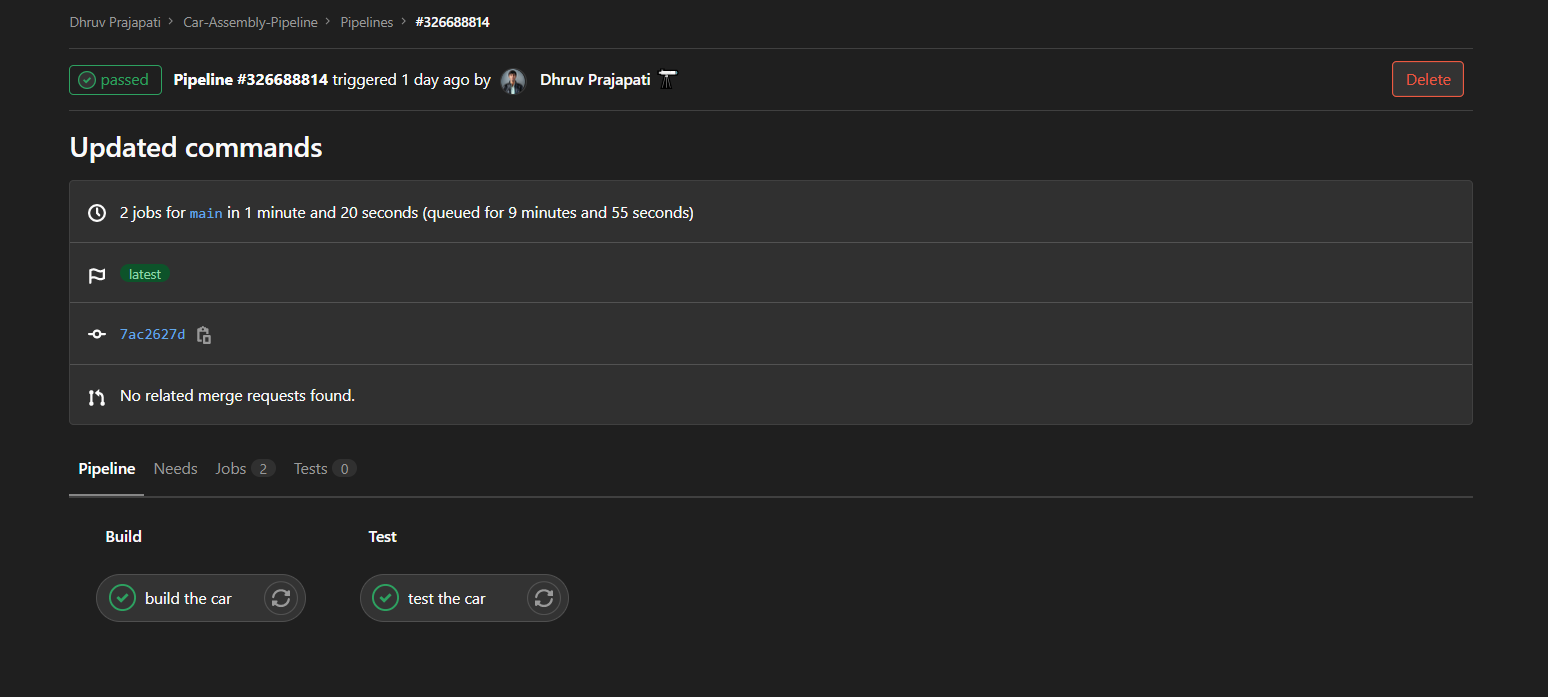 Dhruv Prajapati › Car-Assembly-Pipeline › Pipelines › #326688814
passed Pipeline #326688814 triggered 1 day ago by Dhruv Prajapati Delete
Updated commands
2 jobs for main in 1 minute and 20 seconds (queued for 9 minutes and 55 seconds)
latest
7ac2627d
No related merge requests found.
Pipeline Needs Jobs 2 Tests 0
Build Test
build the car test the car